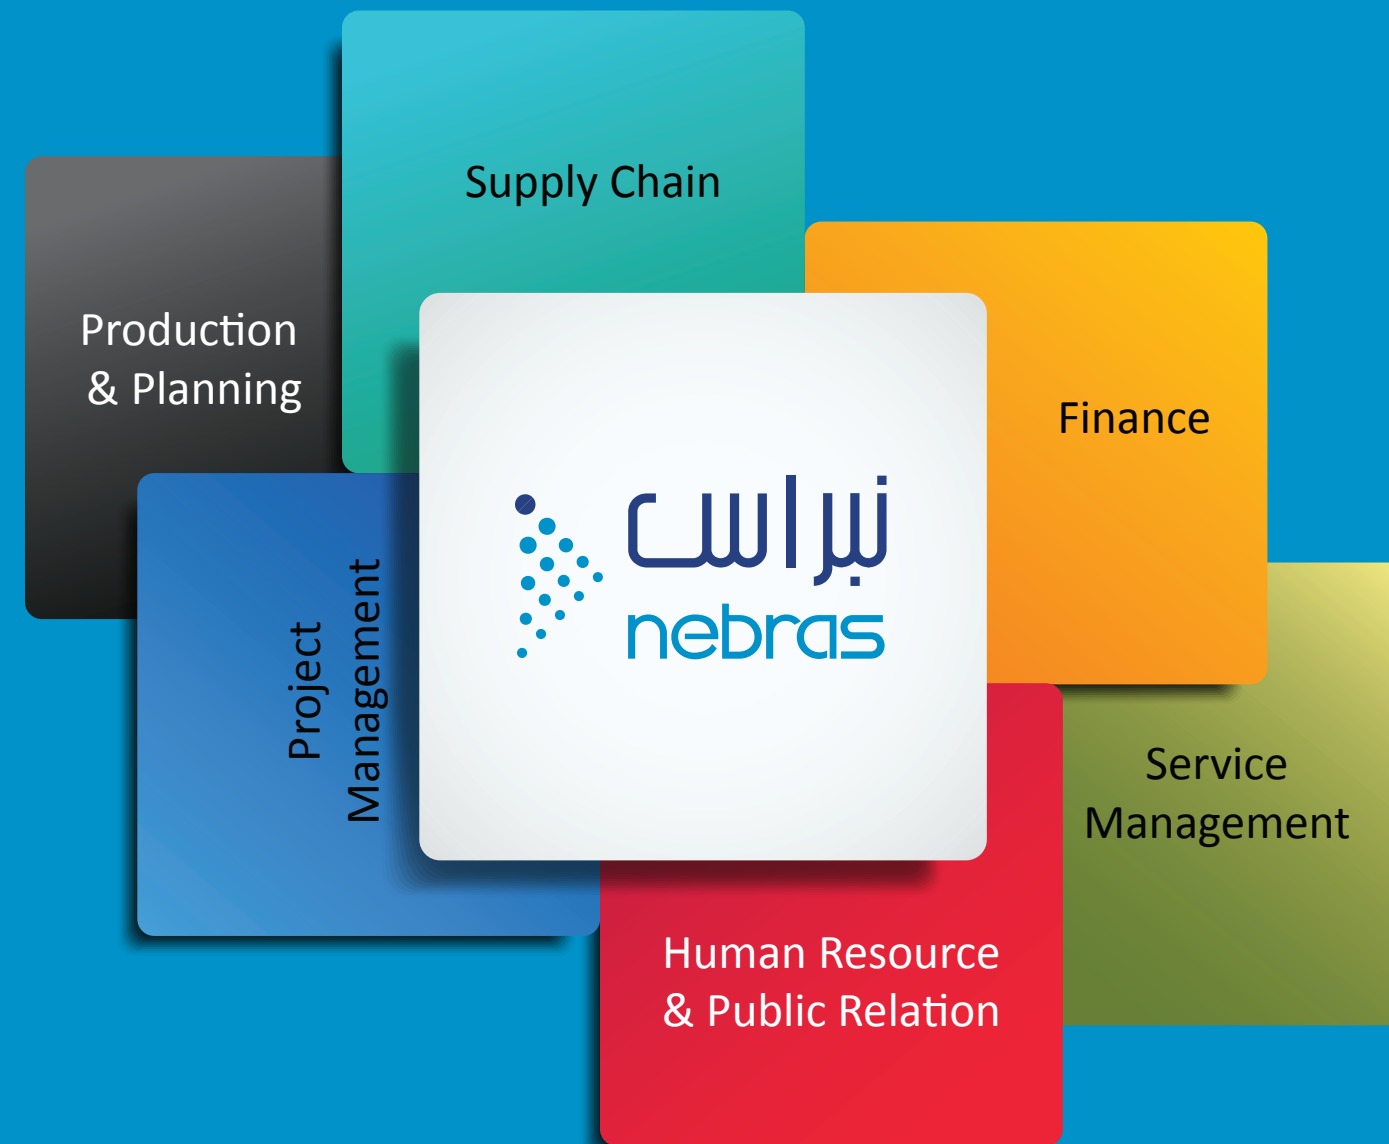 Supply Chain
Production
& Planning
Finance
نبراس
nebras
Project
Management
Service
Management
Human Resource
& Public Relation